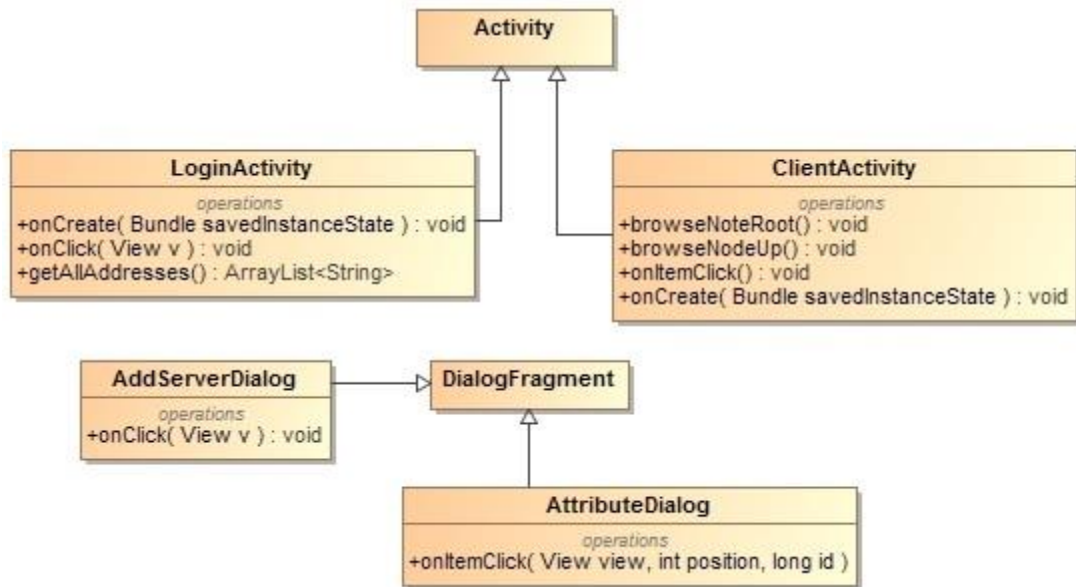 Activity
LoginActivity
operations
+onCreate( Bundle savedInstanceState ) : void
+onClick( View v ) : void
+getAllAddresses() : ArrayList<String>
ClientActivity
operations
+browseNoteRoot() : void
+browseNodeUp() : void
+onItemClick() : void
+onCreate( Bundle savedInstanceState ) : void
AddServerDialog
operations
+onClick( View v ) : void
DialogFragment
AttributeDialog
operations
+onItemClick( View view, int position, long id )